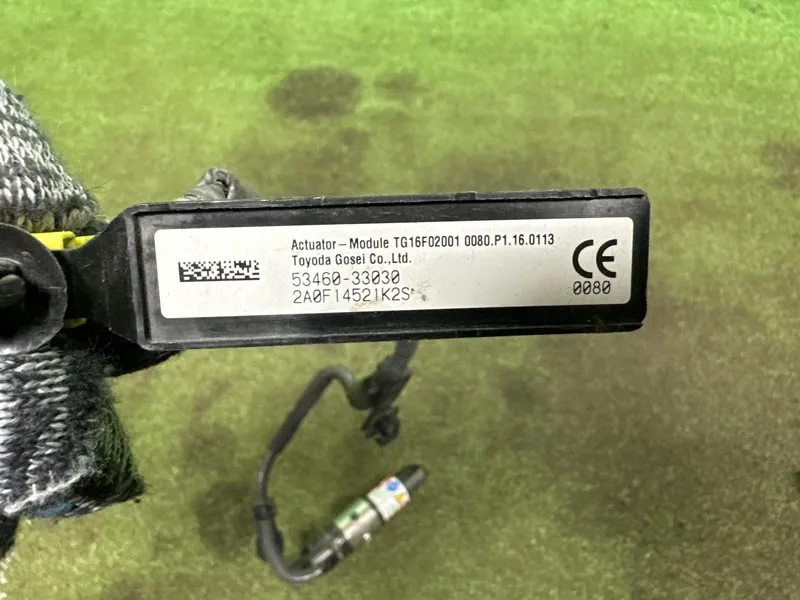 Actuator-Module TG16F02001 0080.P1.16.0113
Toyoda Gosei Co.,Ltd.
53460-33030
2A0F14521K2S
CE
0080